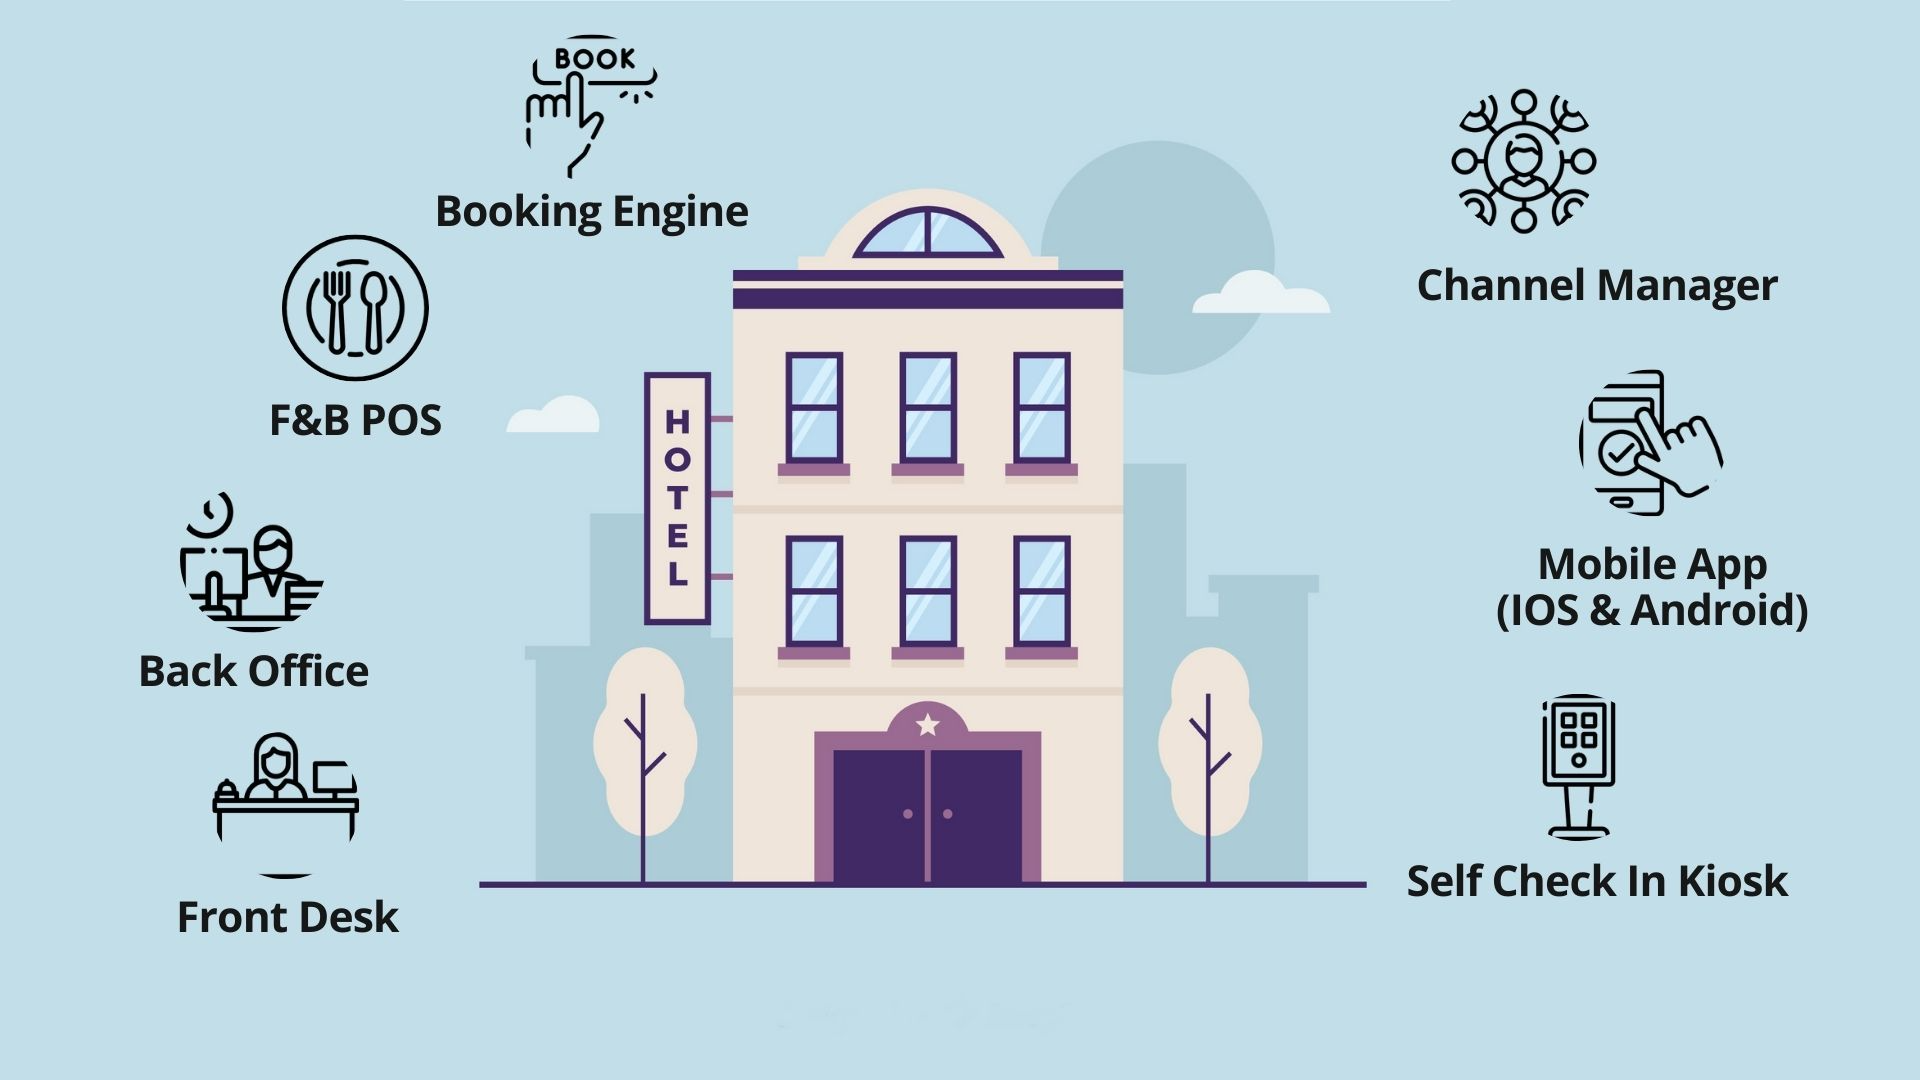 BOOK
Booking Engine
Channel Manager
F&B POS
HOTEL
Mobile App
(IOS & Android)
Back Office
Self Check In Kiosk
Front Desk